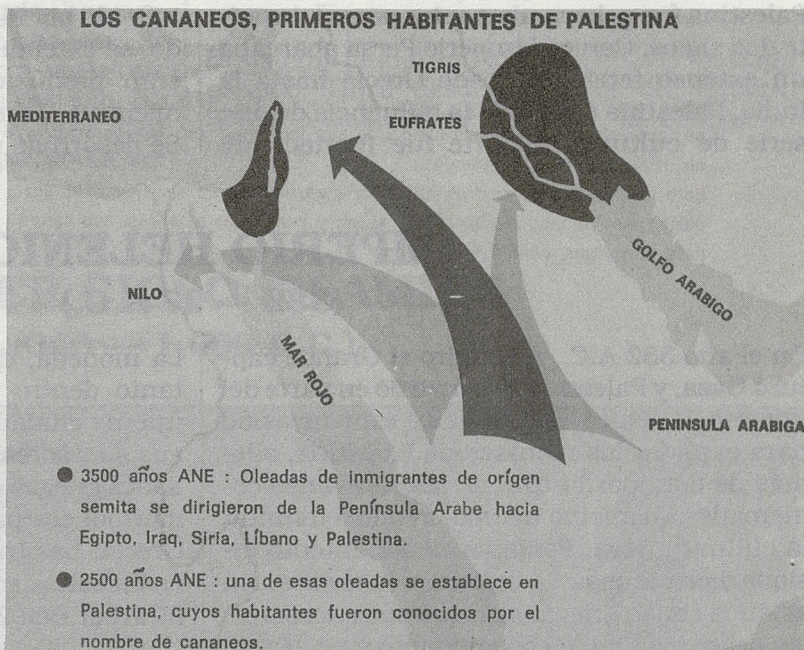 LOS CANANEOS, PRIMEROS HABITANTES DE PALESTINA
TIGRIS
MEDITERRANEO
EUFRATES
GOLFO ARABIGO
NILO
MAR ROJO
PENINSULA ARABIGA
● 3500 años ANE : Oleadas de inmigrantes de orígen
semita se dirigieron de la Península Arabe hacia
Egipto, Iraq, Siria, Líbano y Palestina.
● 2500 años ANE : una de esas oleadas se establece en
Palestina, cuyos habitantes fueron conocidos por el
nombre de cananeos.